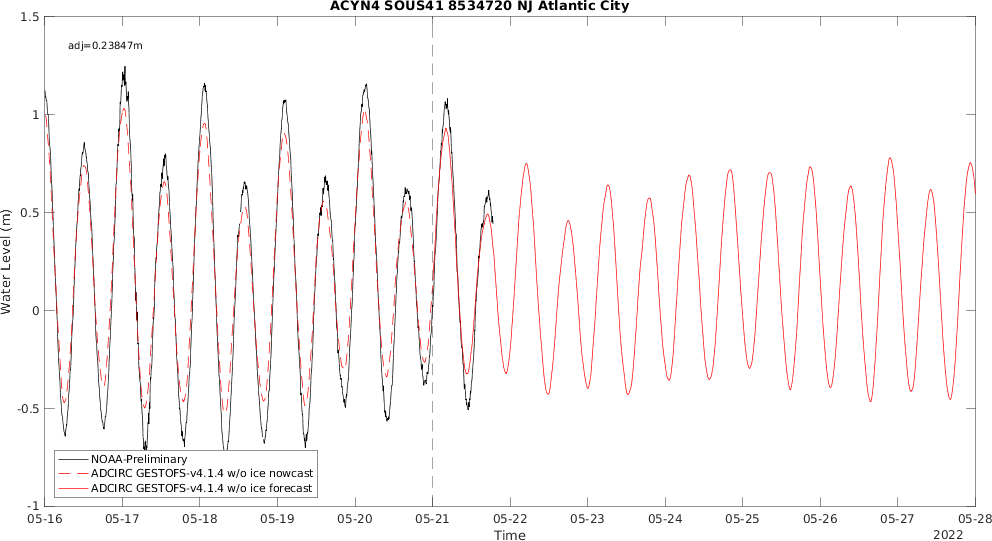 ACYN4 SOUS41 8534720 NJ Atlantic City
adj=0.23847m
Water Level (m)
1.5
1
0.5
0
-0.5
-1
NOAA-Preliminary
ADCIRC GESTOFS-v4.1.4 w/o ice nowcast
ADCIRC GESTOFS-v4.1.4 w/o ice forecast
05-16 05-17 05-18 05-19 05-20 05-21 05-22 05-23 05-24 05-25 05-26 05-27 05-28
Time
2022